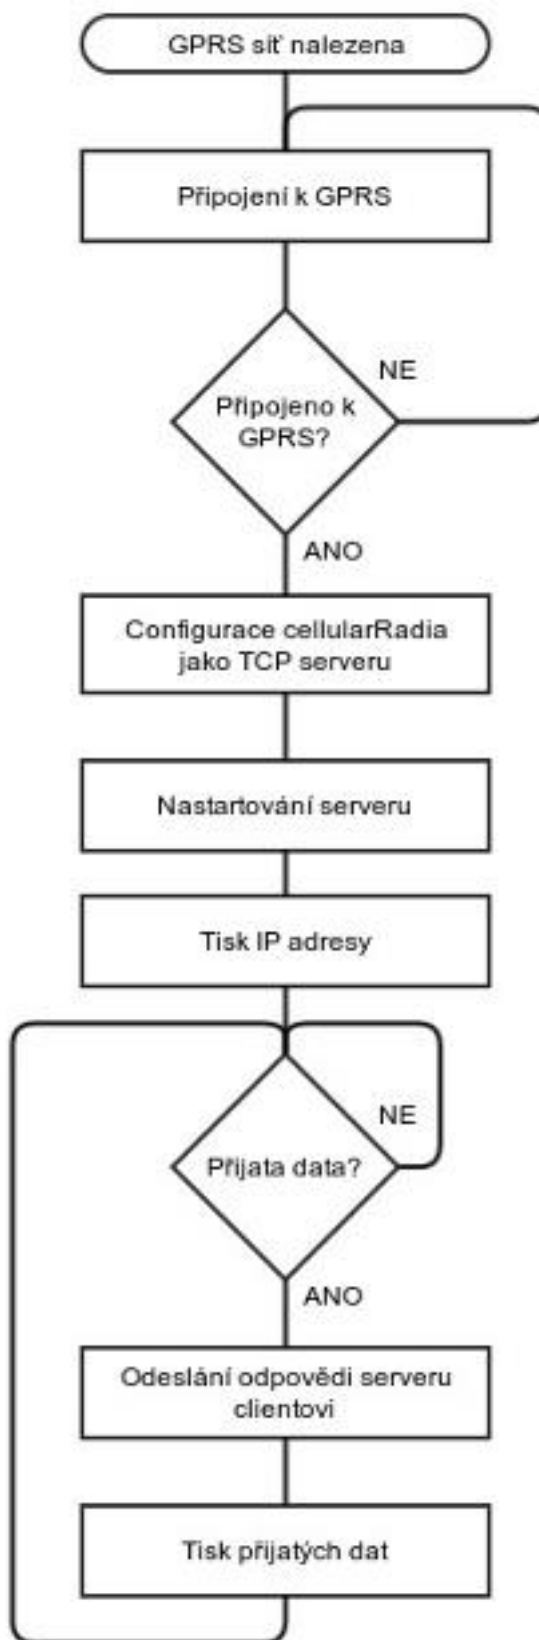 GPRS síť nalezena
Připojení k GPRS
NE
Připojeno k
GPRS?
ANO
Configurace cellularRadia
jako TCP serveru
Nastartování serveru
Tisk IP adresy
NE
Přijata data?
ANO
Odeslání odpovědi serveru
clientovi
Tisk přijatých dat